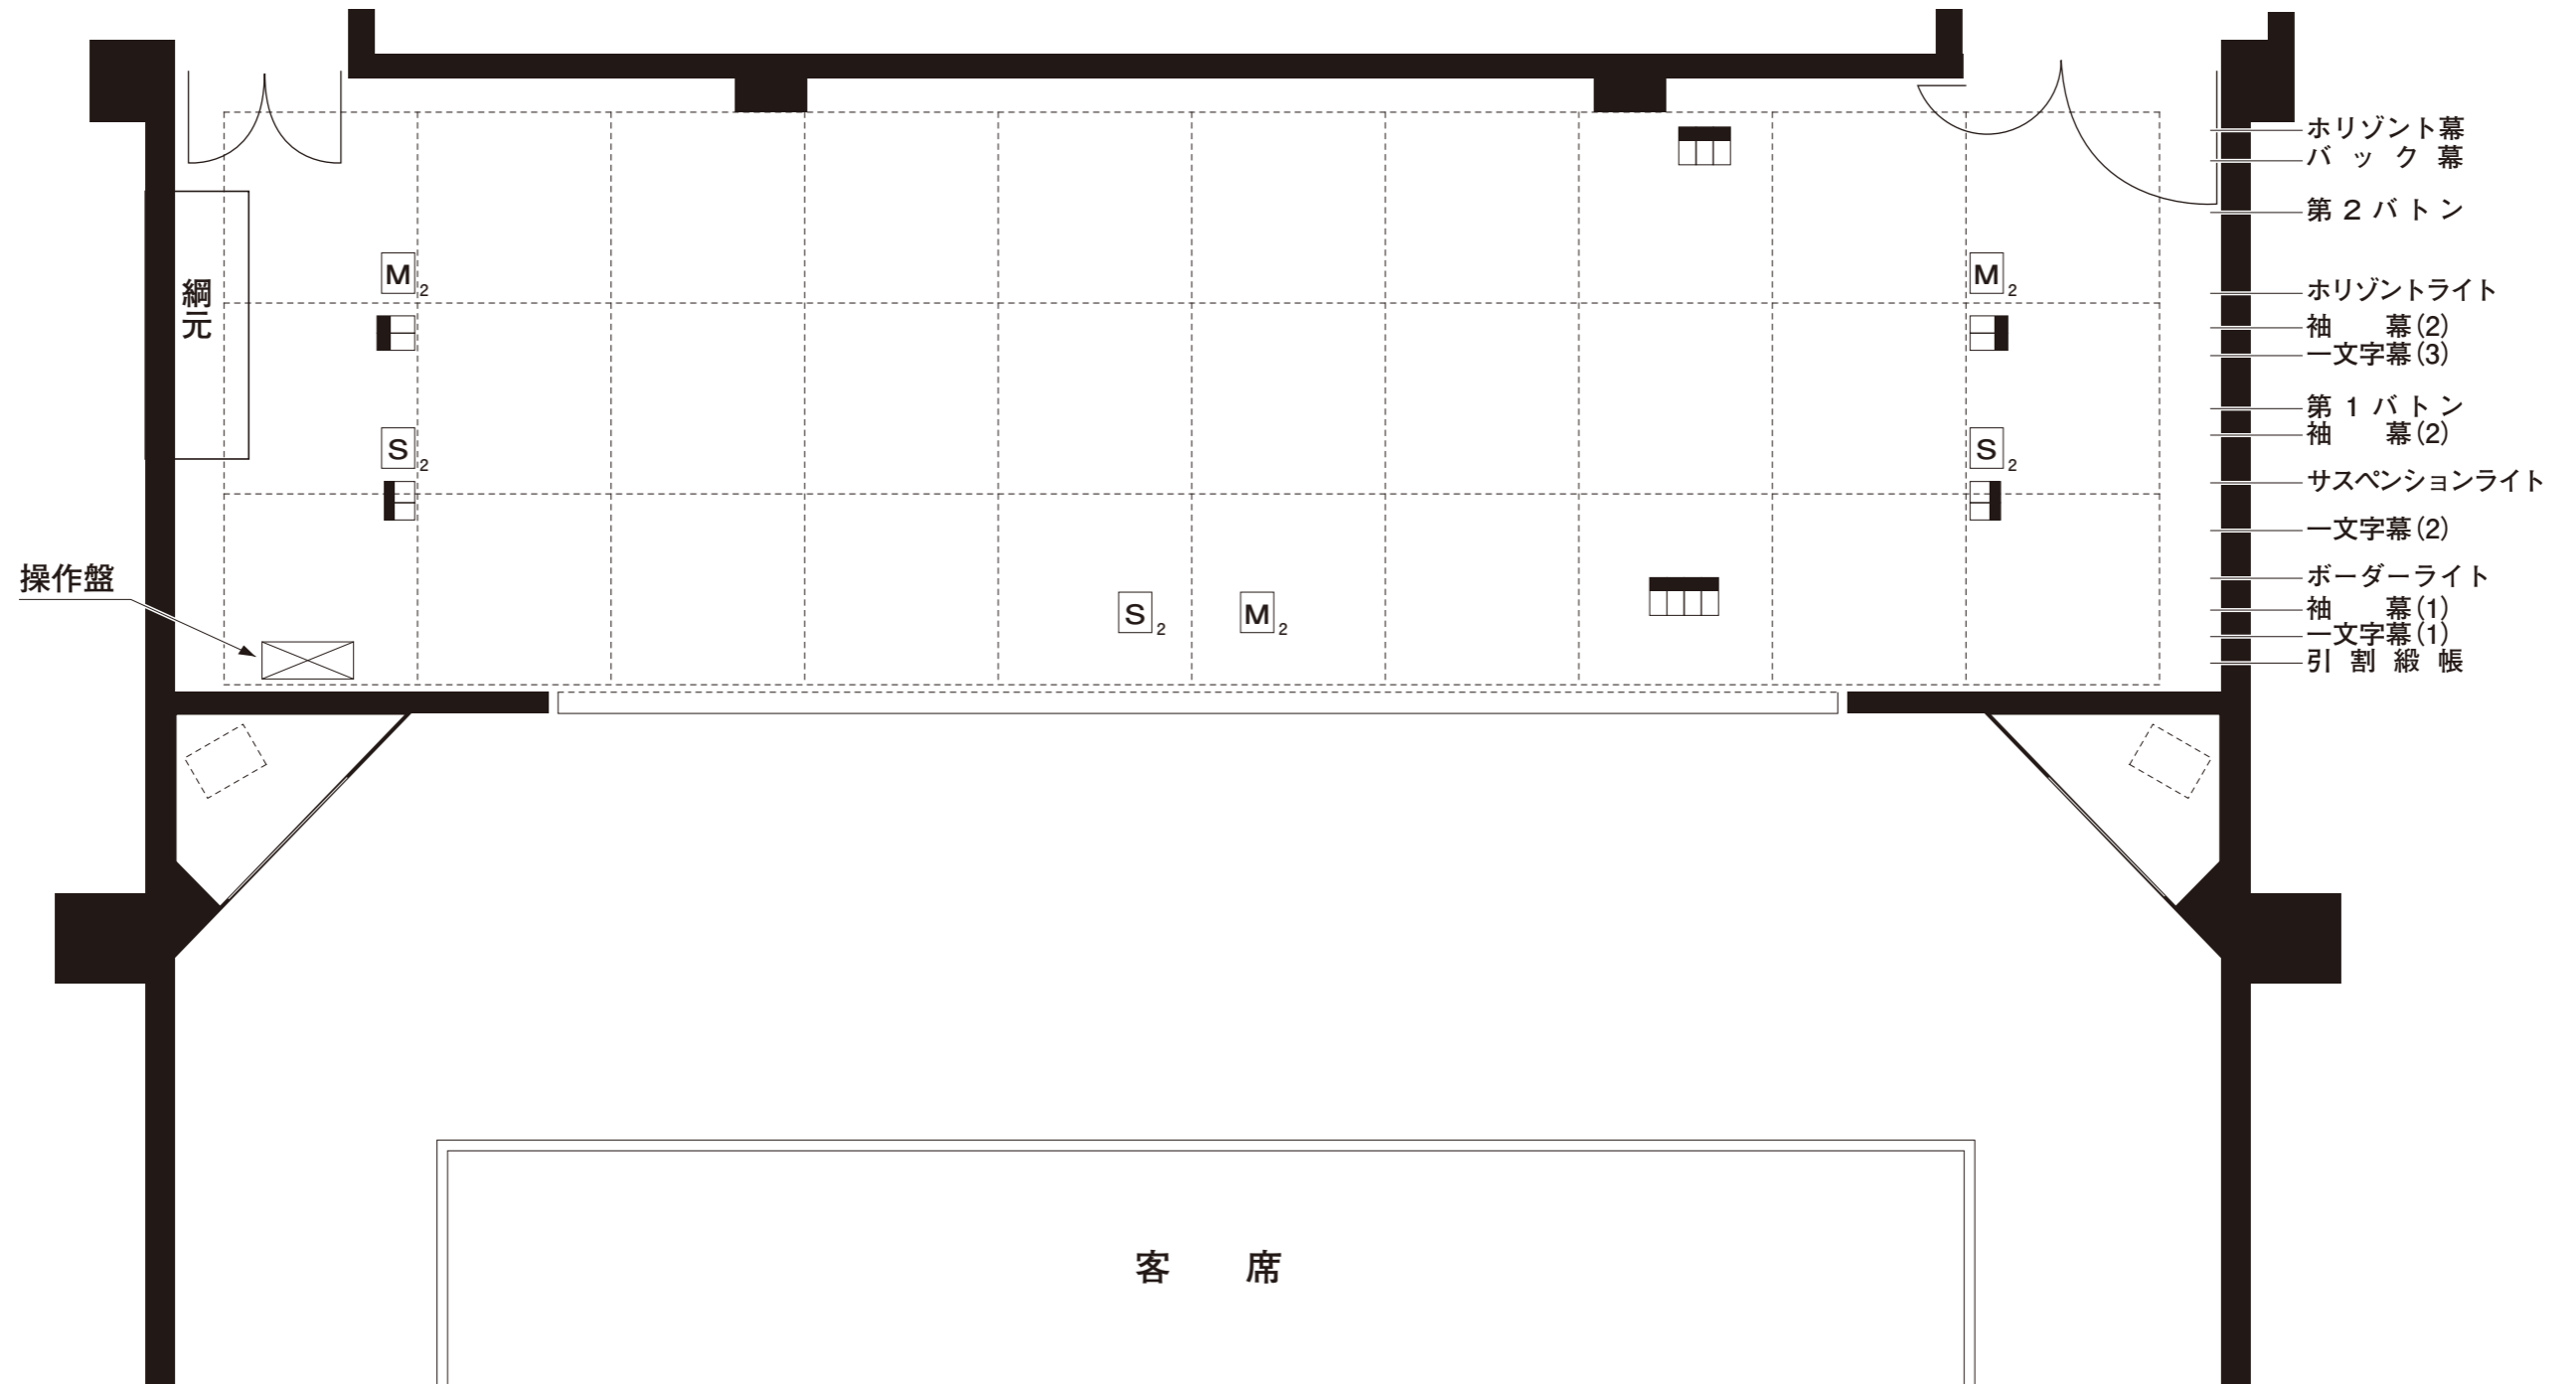 ホリゾント幕
バック幕
第2バトン
M2
M2
綱元
ホリゾントライト
袖 幕(2)
一文字幕(3)
第1バトン
袖 幕(2)
S2
S2
サスペンションライト
一文字幕(2)
操作盤
ボーダーライト
袖 幕(1)
S2
M2
一文字幕(1)
引割緞帳
客 席